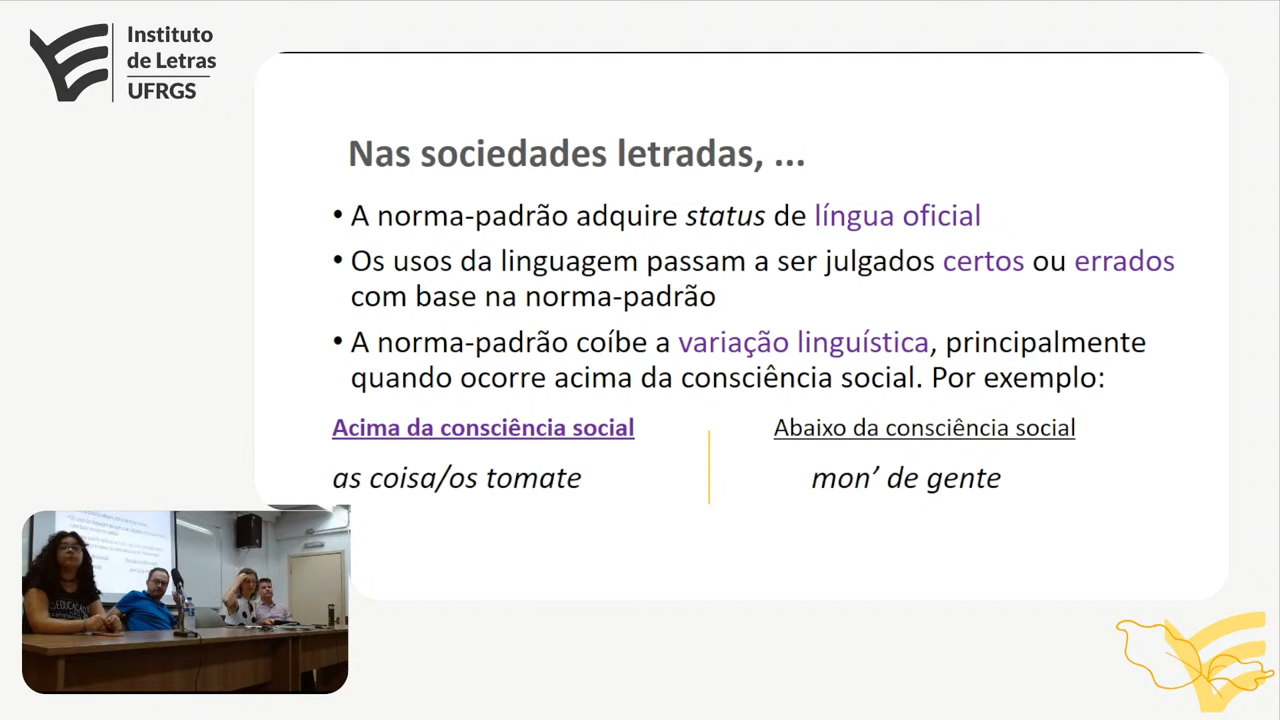 Instituto
de Letras
UFRGS
Nas sociedades letradas, ...
• A norma-padrão adquire status de língua oficial
• Os usos da linguagem passam a ser julgados certos ou errados
com base na norma-padrão
• A norma-padrão coíbe a variação linguística, principalmente
quando ocorre acima da consciência social. Por exemplo:
Acima da consciência social
Abaixo da consciência social
as coisa/os tomate
mon’ de gente